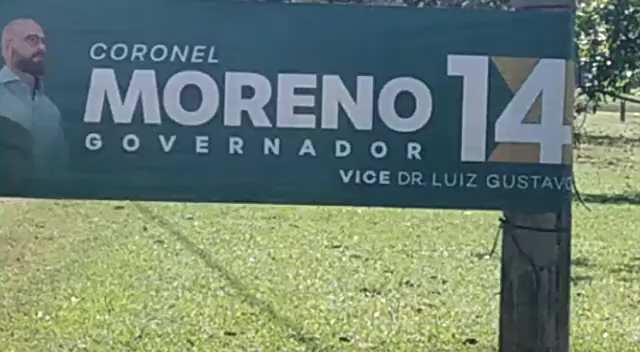 CORONEL
MORENO 14
GOVERNADOR
VICE DR. LUIZ GUSTAVO